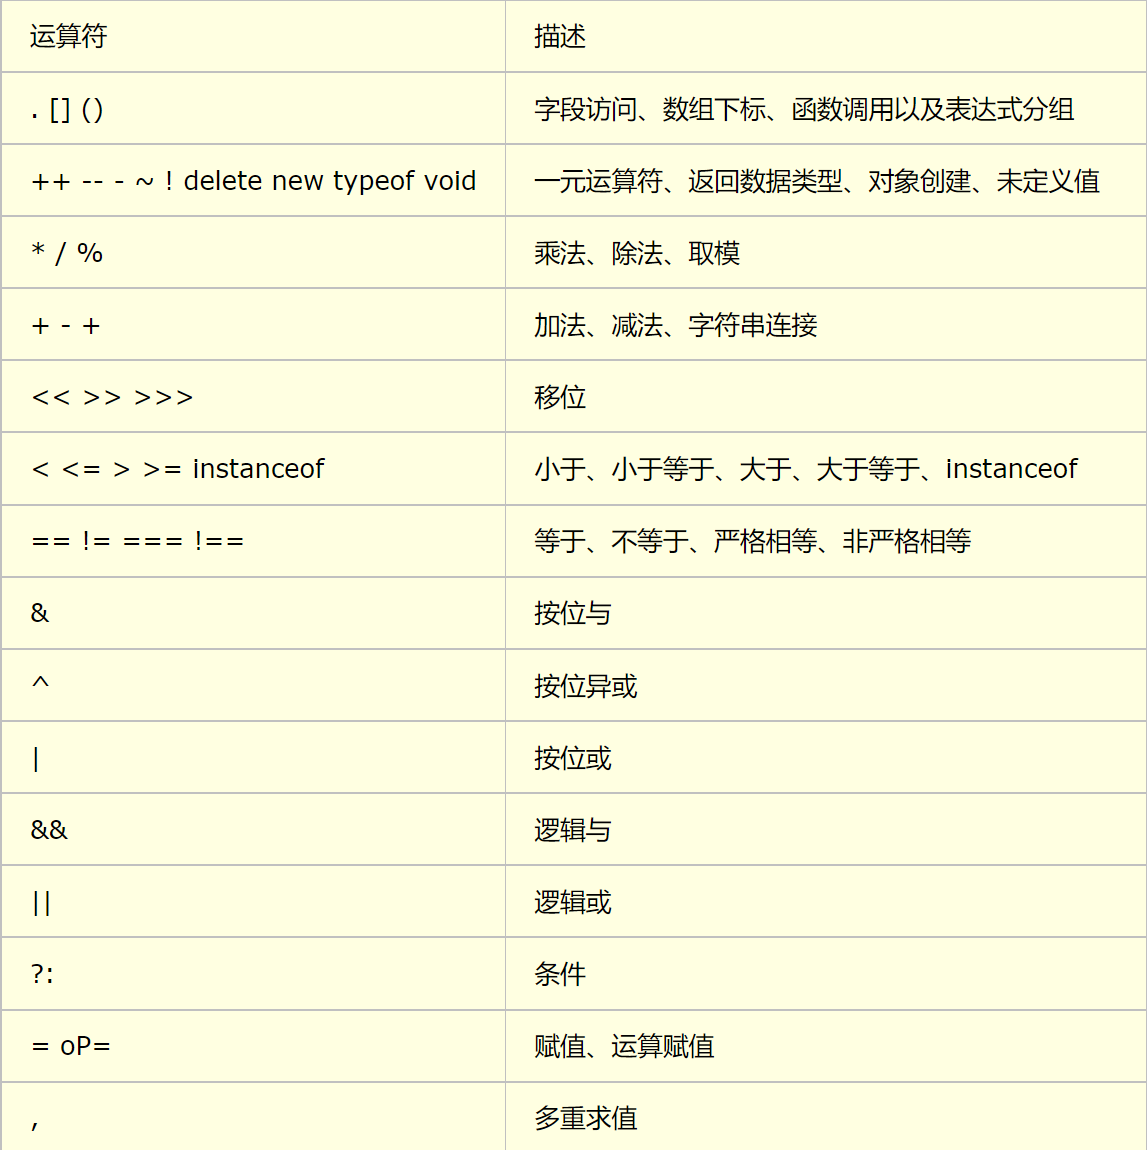 运算符 描述
. [] () 字段访问、数组下标、函数调用以及表达式分组
++ -- - ~ ! delete new typeof void 一元运算符、返回数据类型、对象创建、未定义值
* / % 乘法、除法、取模
+ - + 加法、减法、字符串连接
<< >> >>> 移位
< <= > >= instanceof 小于、小于等于、大于、大于等于、instanceof
== != === !== 等于、不等于、严格相等、非严格相等
& 按位与
^ 按位异或
| 按位或
&& 逻辑与
|| 逻辑或
?: 条件
= oP= 赋值、运算赋值
, 多重求值